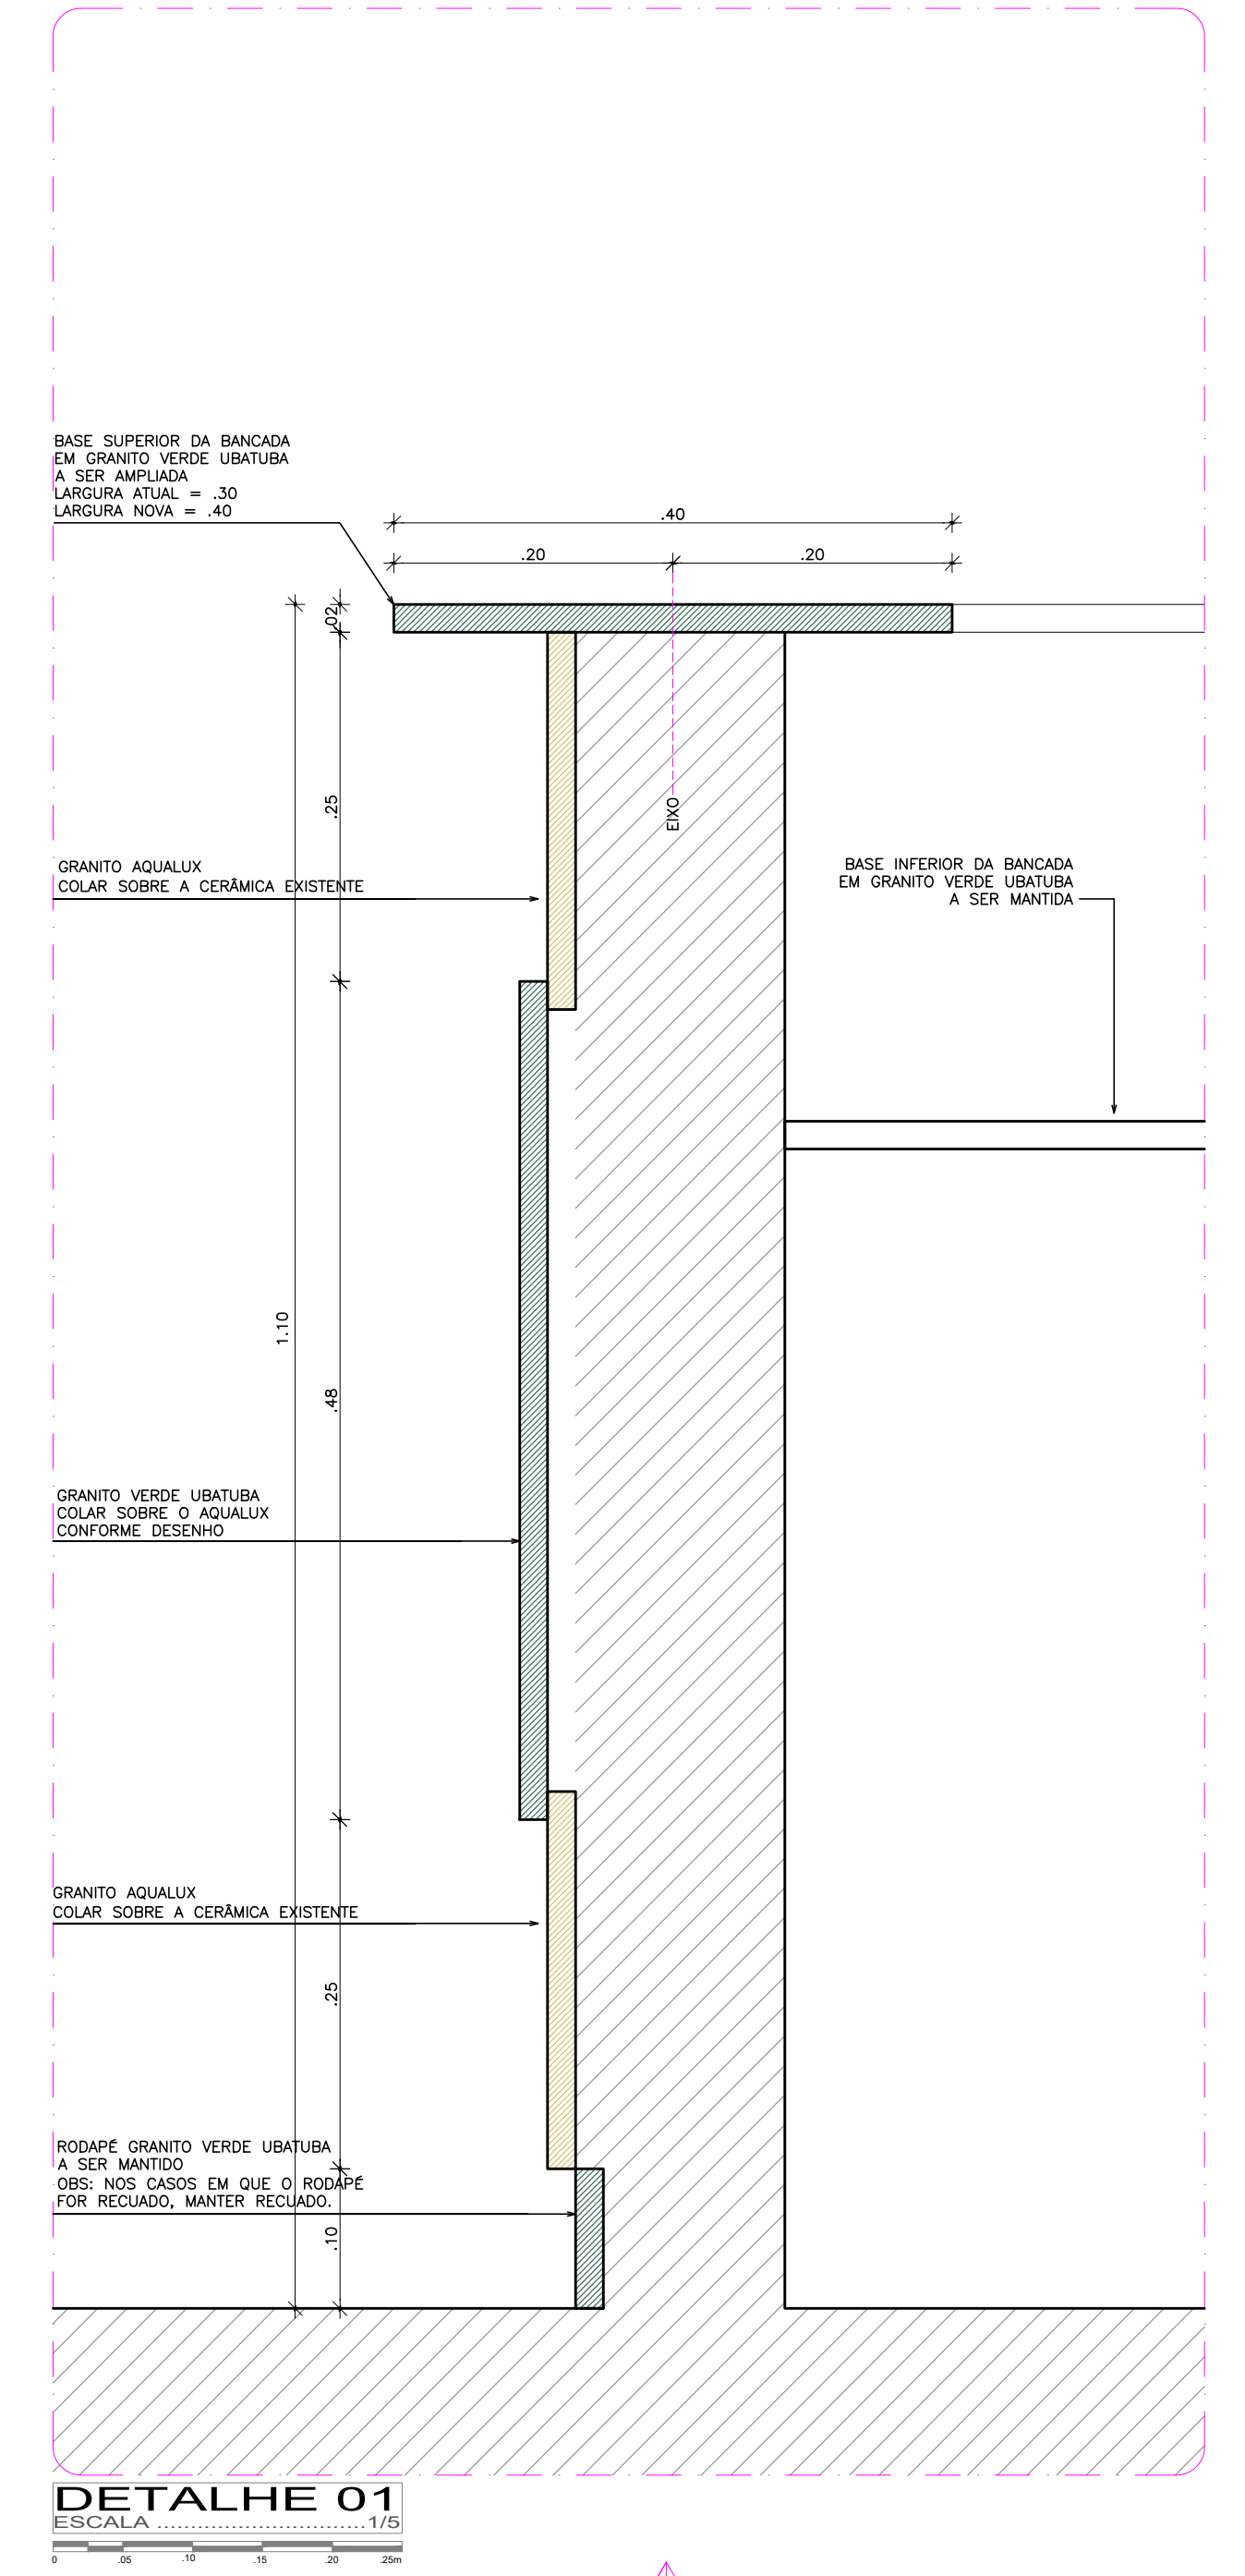 BASE SUPERIOR DA BANCADA
EM GRANITO VERDE UBATUBA
A SER AMPLIADA
LARGURA ATUAL = .30
LARGURA NOVA = .40
.40
.20
.20
.02
.25
EIXO
GRANITO AQUALUX
COLAR SOBRE A CERÂMICA EXISTENTE
BASE INFERIOR DA BANCADA
EM GRANITO VERDE UBATUBA
A SER MANTIDA
1.10
.48
GRANITO VERDE UBATUBA
COLAR SOBRE O AQUALUX
CONFORME DESENHO
GRANITO AQUALUX
COLAR SOBRE A CERÂMICA EXISTENTE
.25
RODAPÉ GRANITO VERDE UBATUBA
A SER MANTIDO
OBS: NOS CASOS EM QUE O RODAPÉ
FOR RECUADO, MANTER RECUADO.
.10
DETALHE 01
ESCALA ...............................1/5
0 .05 .10 .15 .20 .25m